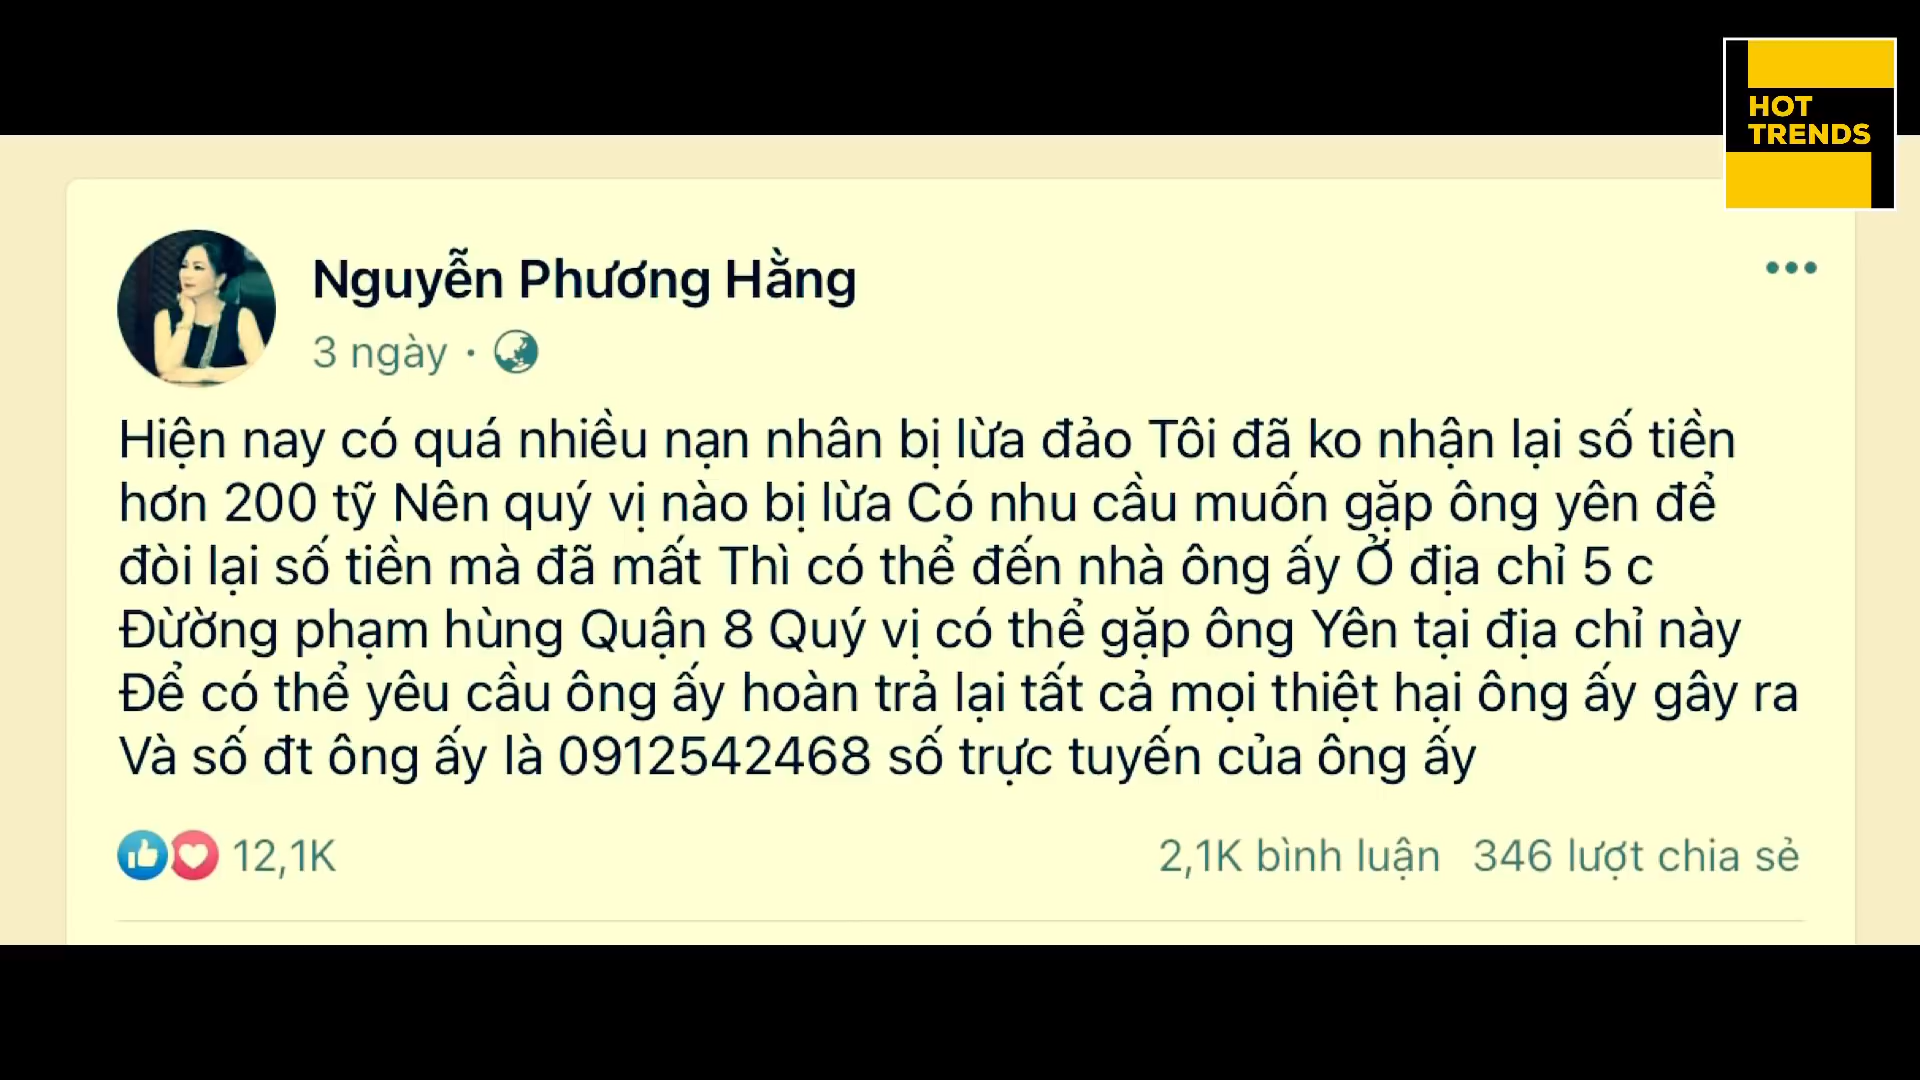 HOT
TRENDS
Nguyễn Phương Hằng
3 ngày ·
Hiện nay có quá nhiều nạn nhân bị lừa đảo Tôi đã ko nhận lại số tiền
hơn 200 tỹ Nên quý vị nào bị lừa Có nhu cầu muốn gặp ông yên để
đòi lại số tiền mà đã mất Thì có thể đến nhà ông ấy Ở địa chỉ 5 c
Đừờng phạm hùng Quận 8 Quý vị có thể gặp ông Yên tại địa chỉ này
Để có thể yêu cầu ông ấy hoàn trả lại tất cả mọi thiệt hại ông ấy gây ra
Và số đt ông ấy là 0912542468 số trực tuyến của ông ấy
12,1K
2,1K bình luận 346 lượt chia sẻ